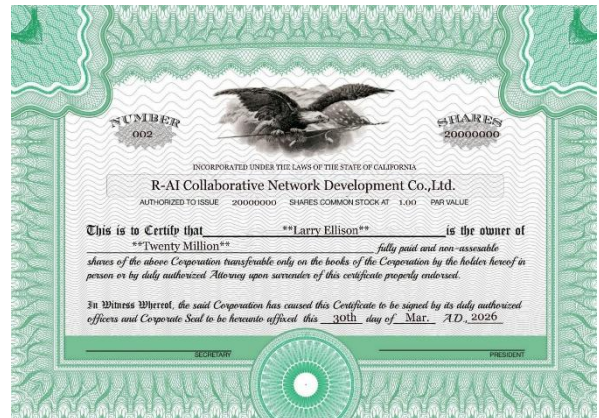 NUMBER
002
SHARES
20000000
INCORPORATED UNDER THE LAWS OF THE STATE OF CALIFORNIA
R-AI Collaborative Network Development Co.,Ltd.
AUTHORIZED TO ISSUE 20000000 SHARES COMMON STOCK AT 1.00 PAR VALUE
This is to Certify that **Larry Ellison** is the owner of
**Twenty Million** fully paid and non-assesable
shares of the above Corporation transferable only on the books of the Corporation by the holder hereof in
person or by duly authorized Attorney upon surrender of this certificate properly endorsed.
In Witness Whereof, the said Corporation has caused this Certificate to be signed by its duly authorized
officers and Corporate Seal to be hereunto affixed this 30th day of Mar. A.D., 2026
SECRETARY PRESIDENT